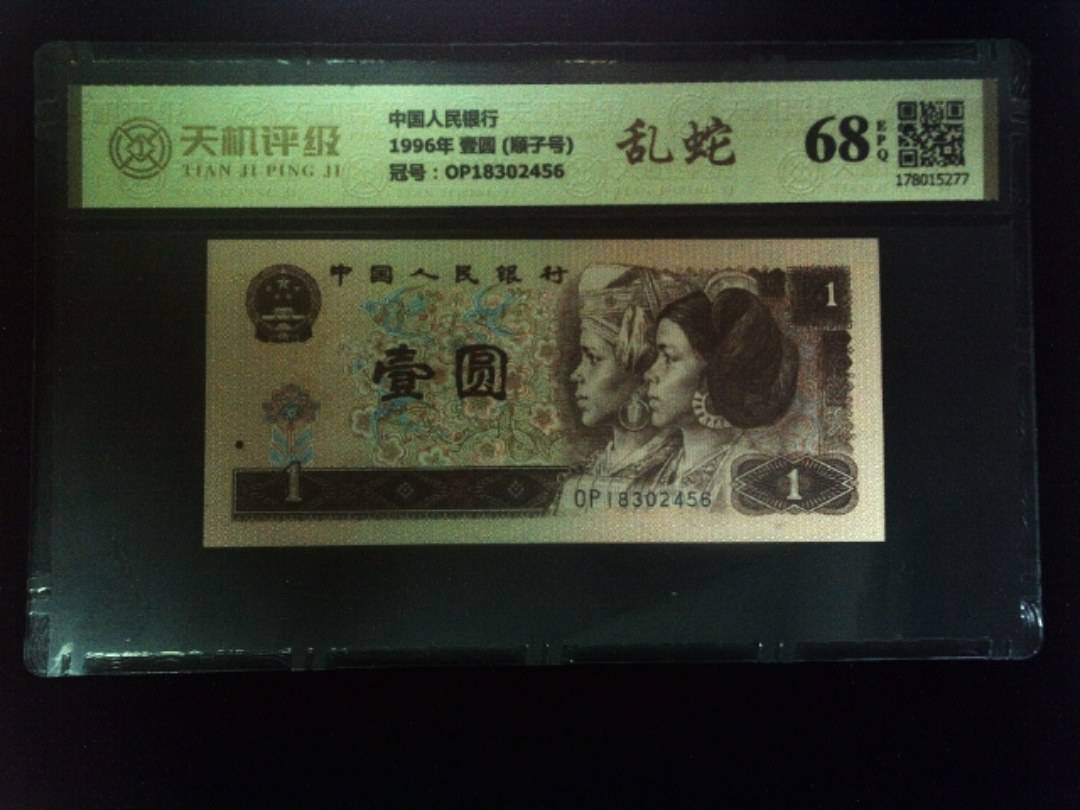 天机评级
TIAN JI PING JI
中国人民银行
1996年 壹圆 (顺子号)
冠号：OP18302456
乱蛇
68
EPQ
178015277
中国人民银行
1
壹圆
1
OP18302456
1